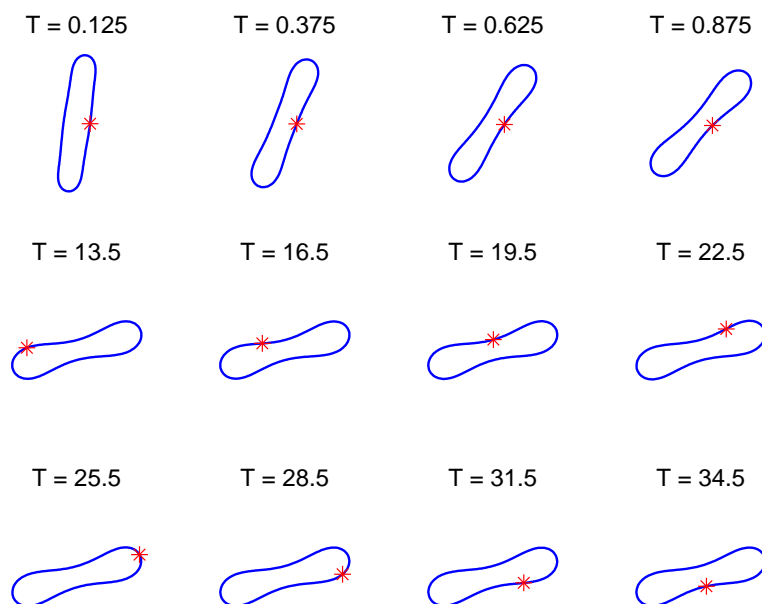 T = 0.125
T = 0.375
T = 0.625
T = 0.875
T = 13.5
T = 16.5
T = 19.5
T = 22.5
T = 25.5
T = 28.5
T = 31.5
T = 34.5